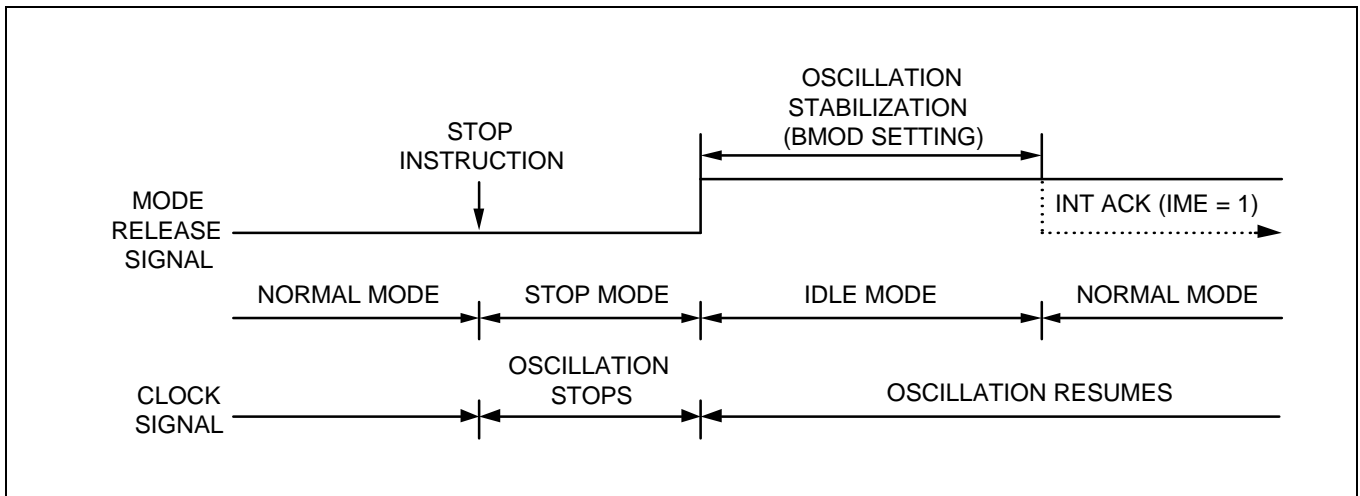 OSCILLATION
STABILIZATION
(BMOD SETTING)
STOP
INSTRUCTION
MODE
RELEASE
SIGNAL
INT ACK (IME = 1)
NORMAL MODE
STOP MODE
IDLE MODE
NORMAL MODE
OSCILLATION
STOPS
CLOCK
SIGNAL
OSCILLATION RESUMES